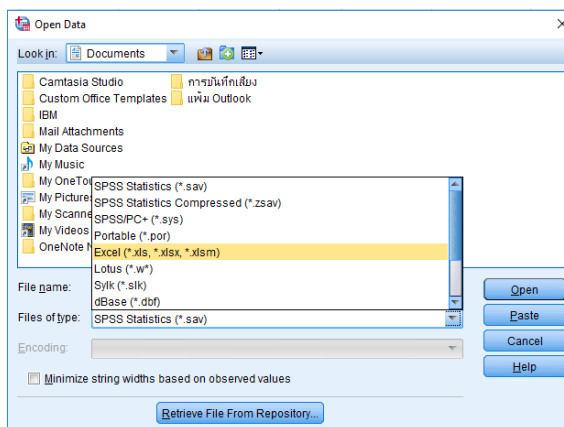 Open Data
Look in: Documents
Camtasia Studio
Custom Office Templates
IBM
Mail Attachments
My Data Sources
My Music
My OneTou
My Pictures
My Scanne
My Videos
OneNote N
การบันทึกเสียง
แฟ้ม Outlook
SPSS Statistics (*.sav)
SPSS Statistics Compressed (*.zsav)
SPSS/PC+ (*.sys)
Portable (*.por)
Excel (*.xls, *.xlsx, *.xlsm)
Lotus (*.w*)
Sylk (*.slk)
dBase (*.dbf)
File name:
Files of type: SPSS Statistics (*.sav)
Encoding:
Minimize string widths based on observed values
Open
Paste
Cancel
Help
Retrieve File From Repository...